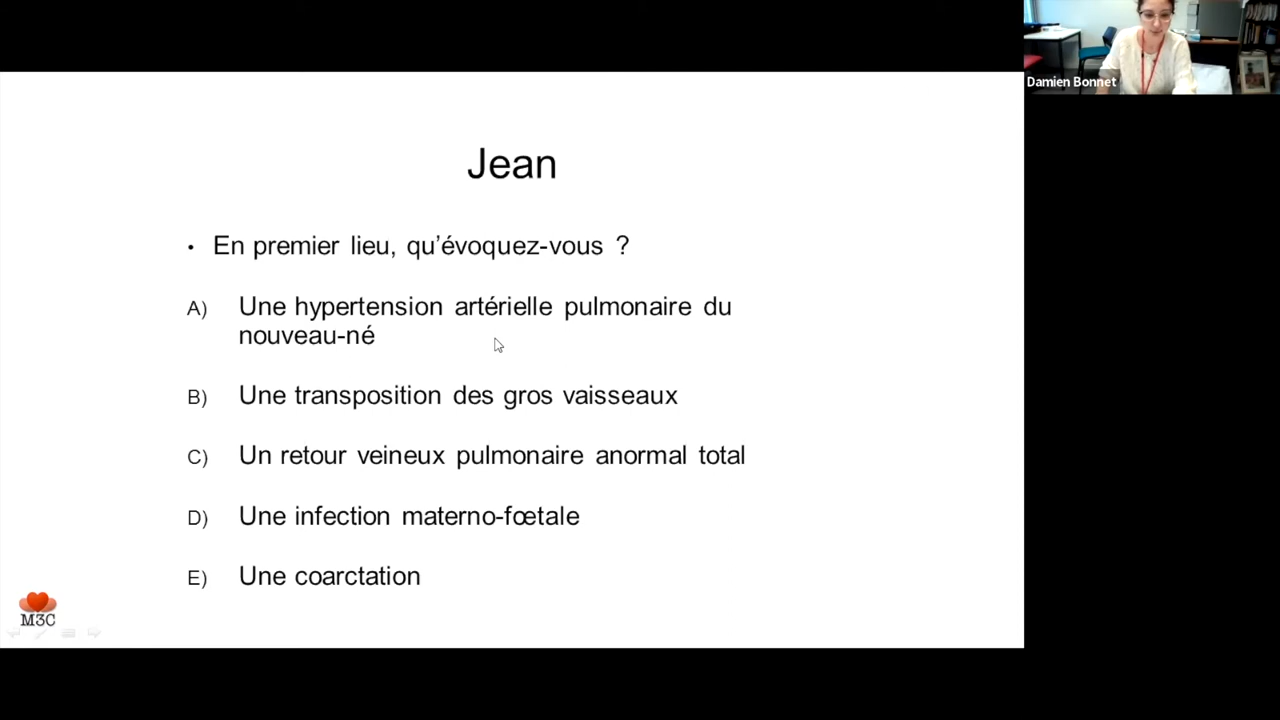 Damien Bonnet
Jean
• En premier lieu, qu’évoquez-vous ?
A) Une hypertension artérielle pulmonaire du
nouveau-né
B) Une transposition des gros vaisseaux
C) Un retour veineux pulmonaire anormal total
D) Une infection materno-fœtale
E) Une coarctation
M3C